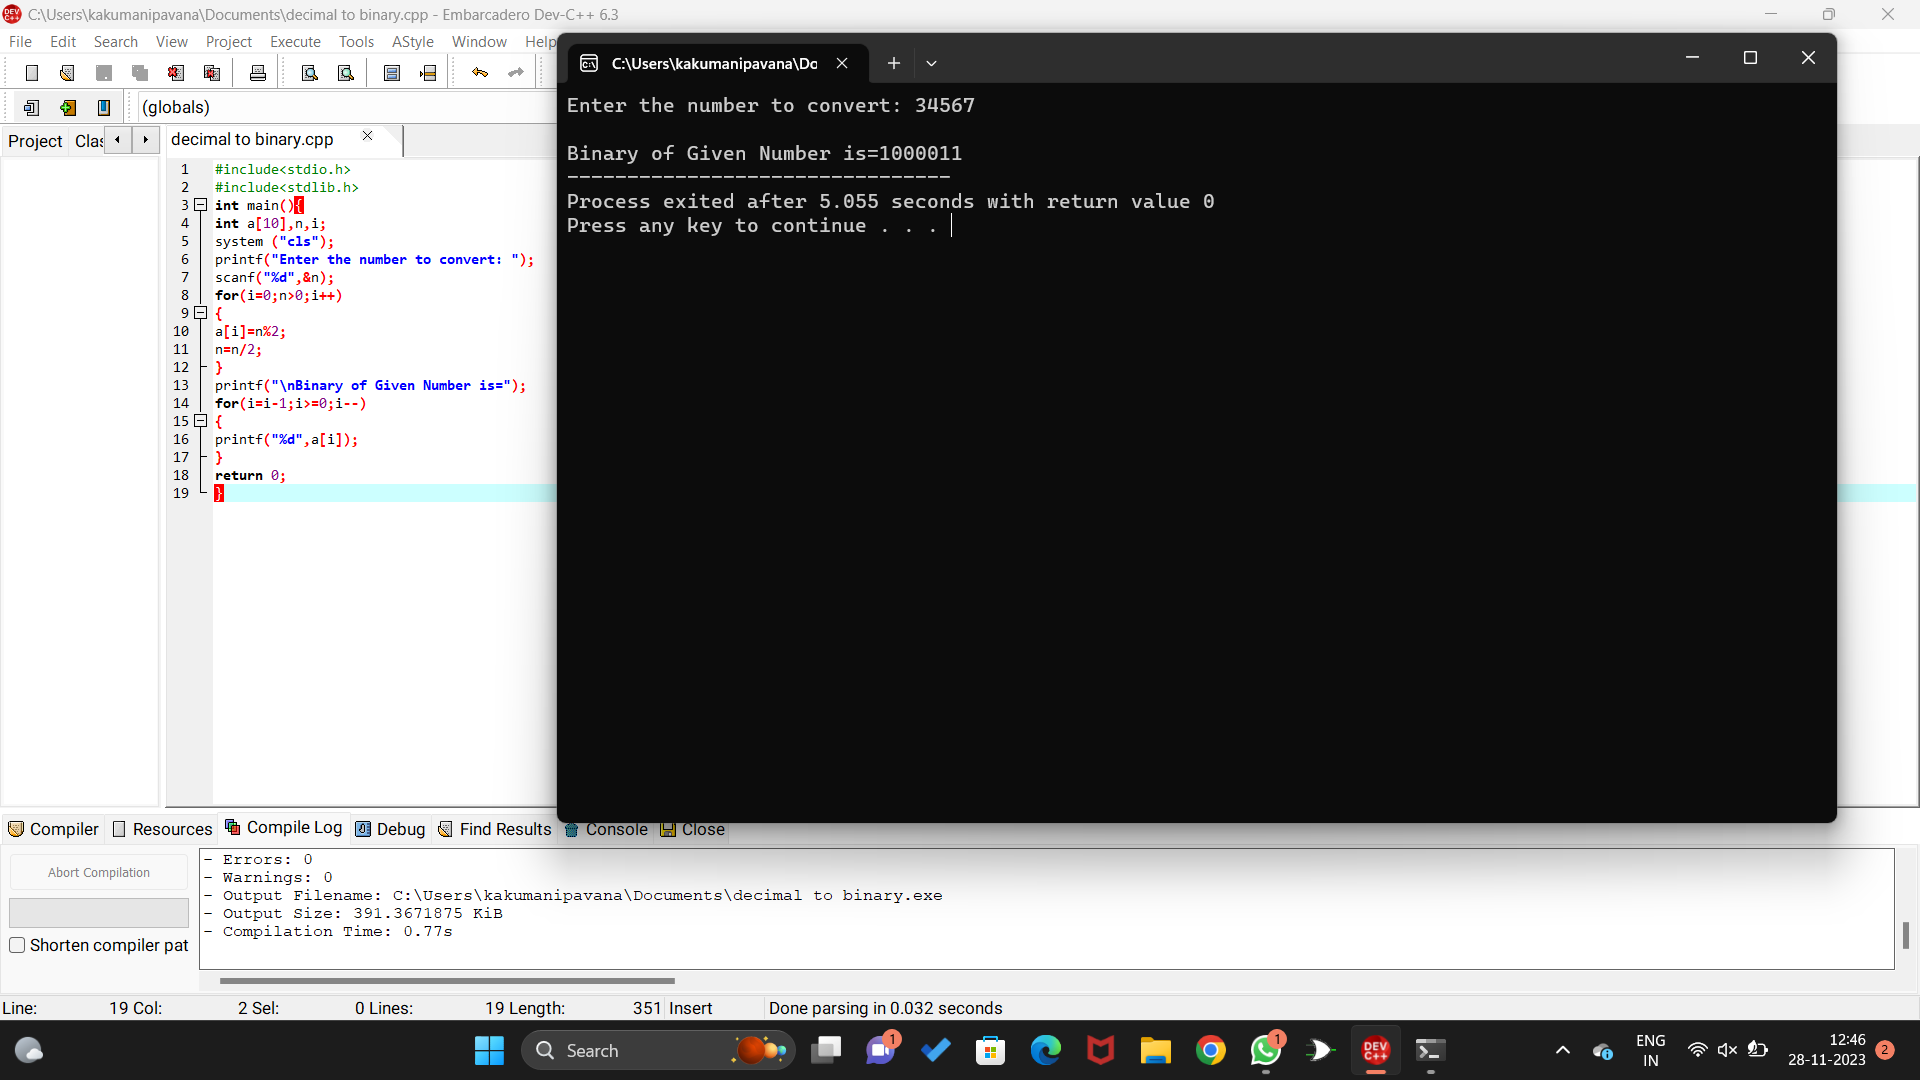 C:\Users\kakumanipavana\Documents\decimal to binary.cpp - Embarcadero Dev-C++ 6.3
File Edit Search View Project Execute Tools AStyle Window Help
(globals)
Project Clas
decimal to binary.cpp
1 #include<stdio.h>
2 #include<stdlib.h>
3 int main(){
4 int a[10],n,i;
5 system ("cls");
6 printf("Enter the number to convert: ");
7 scanf("%d",&n);
8 for(i=0;n>0;i++)
9 {
10 a[i]=n%2;
11 n=n/2;
12 }
13 printf("\nBinary of Given Number is=");
14 for(i=i-1;i>=0;i--)
15 {
16 printf("%d",a[i]);
17 }
18 return 0;
19 }
C:\Users\kakumanipavana\Do
Enter the number to convert: 34567
Binary of Given Number is=1000011
--------------------------------
Process exited after 5.055 seconds with return value 0
Press any key to continue . . .
Compiler Resources Compile Log Debug Find Results Console Close
Abort Compilation
Shorten compiler pat
- Errors: 0
- Warnings: 0
- Output Filename: C:\Users\kakumanipavana\Documents\decimal to binary.exe
- Output Size: 391.3671875 KiB
- Compilation Time: 0.77s
Line: 19 Col: 2 Sel: 0 Lines: 19 Length: 351 Insert Done parsing in 0.032 seconds
Search
1
1
DEV C++
ENG
IN
12:46
28-11-2023
2